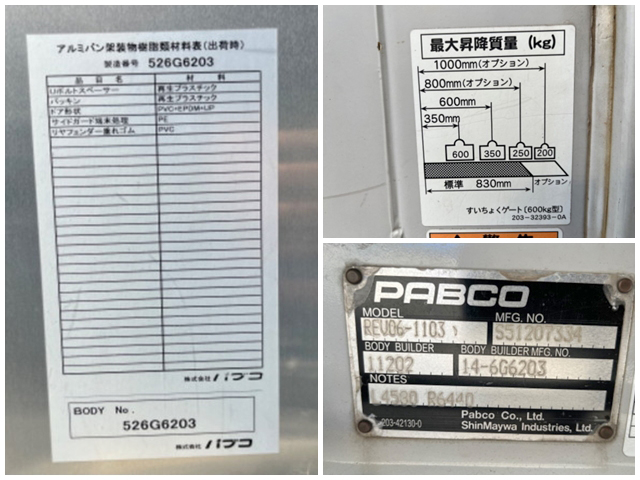 アルミバン架装物樹脂類材料表(出荷時)
製造番号 526G6203
品目名 材料
Uボルトスペーサー 再生プラスチック
パッキン 再生プラスチック
ドア形状 PVC+EPDM+UP
サイドガード端末処理 PE
リヤフェンダー重れゴム PVC
株式会社 パブコ
BODY No.
526G6203
株式会社 パブコ
最大昇降質量 (kg)
1000mm(オプション)
800mm(オプション)
600mm
350mm
600 350 250 200
標準 830mm オプション
すいちょくゲート〔600kg型〕
203-32393-0A
PABCO
MODEL MFG. NO.
REV06-1103 S51207334
BODY BUILDER BODY BUILDER MFG. NO.
11202 14-6G6203
NOTES
L4580 R6440
203-42130-0 Pabco Co., Ltd.
ShinMaywa Industries, Ltd.